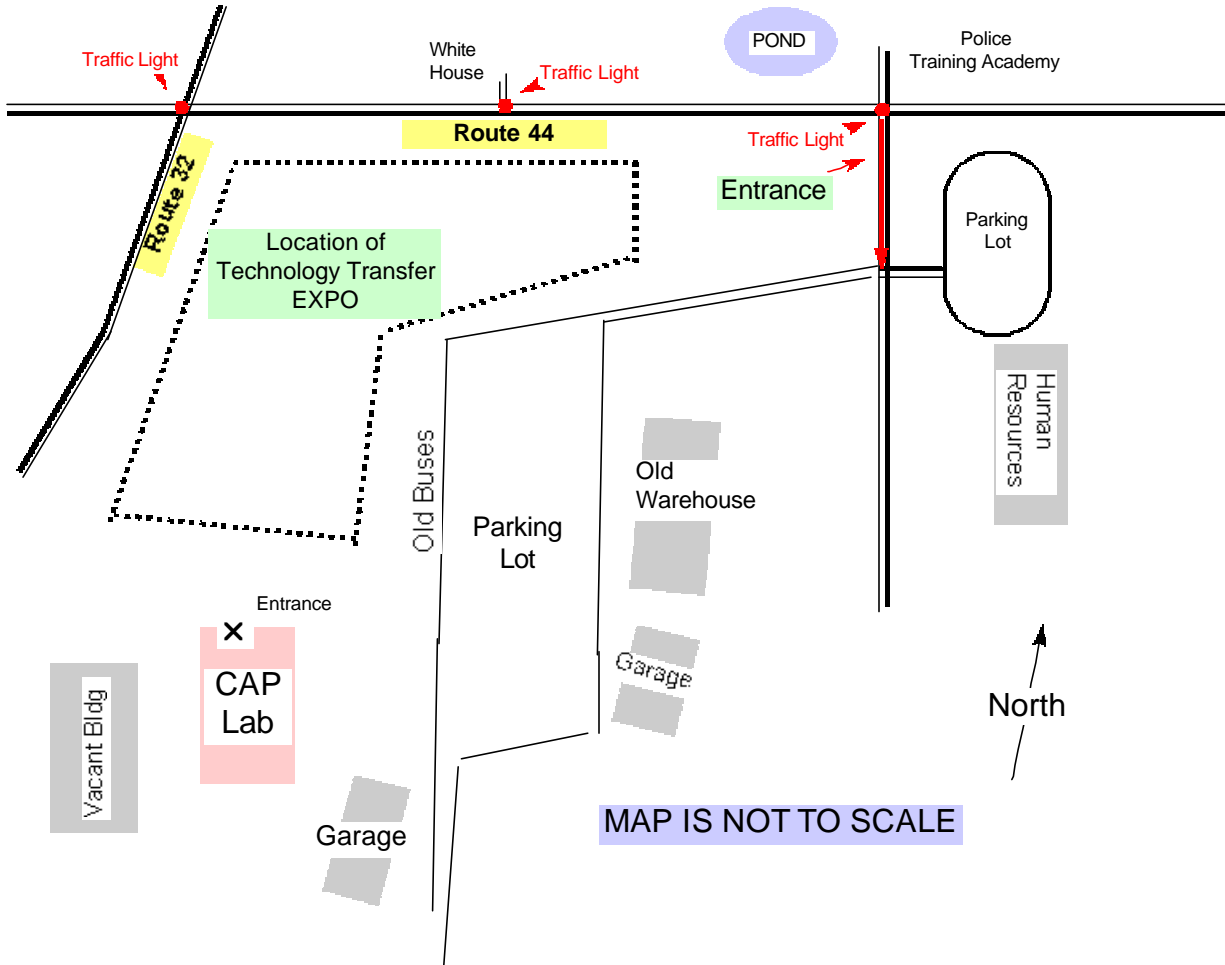 POND
Police
Training Academy
White
House
Traffic Light
Traffic Light
Route 44
Traffic Light
Entrance
Route 32
Location of
Technology Transfer
EXPO
Parking
Lot
Human
Resources
Old Buses
Old
Warehouse
Parking
Lot
Entrance
CAP
Lab
Vacant Bldg
Garage
North
Garage
MAP IS NOT TO SCALE